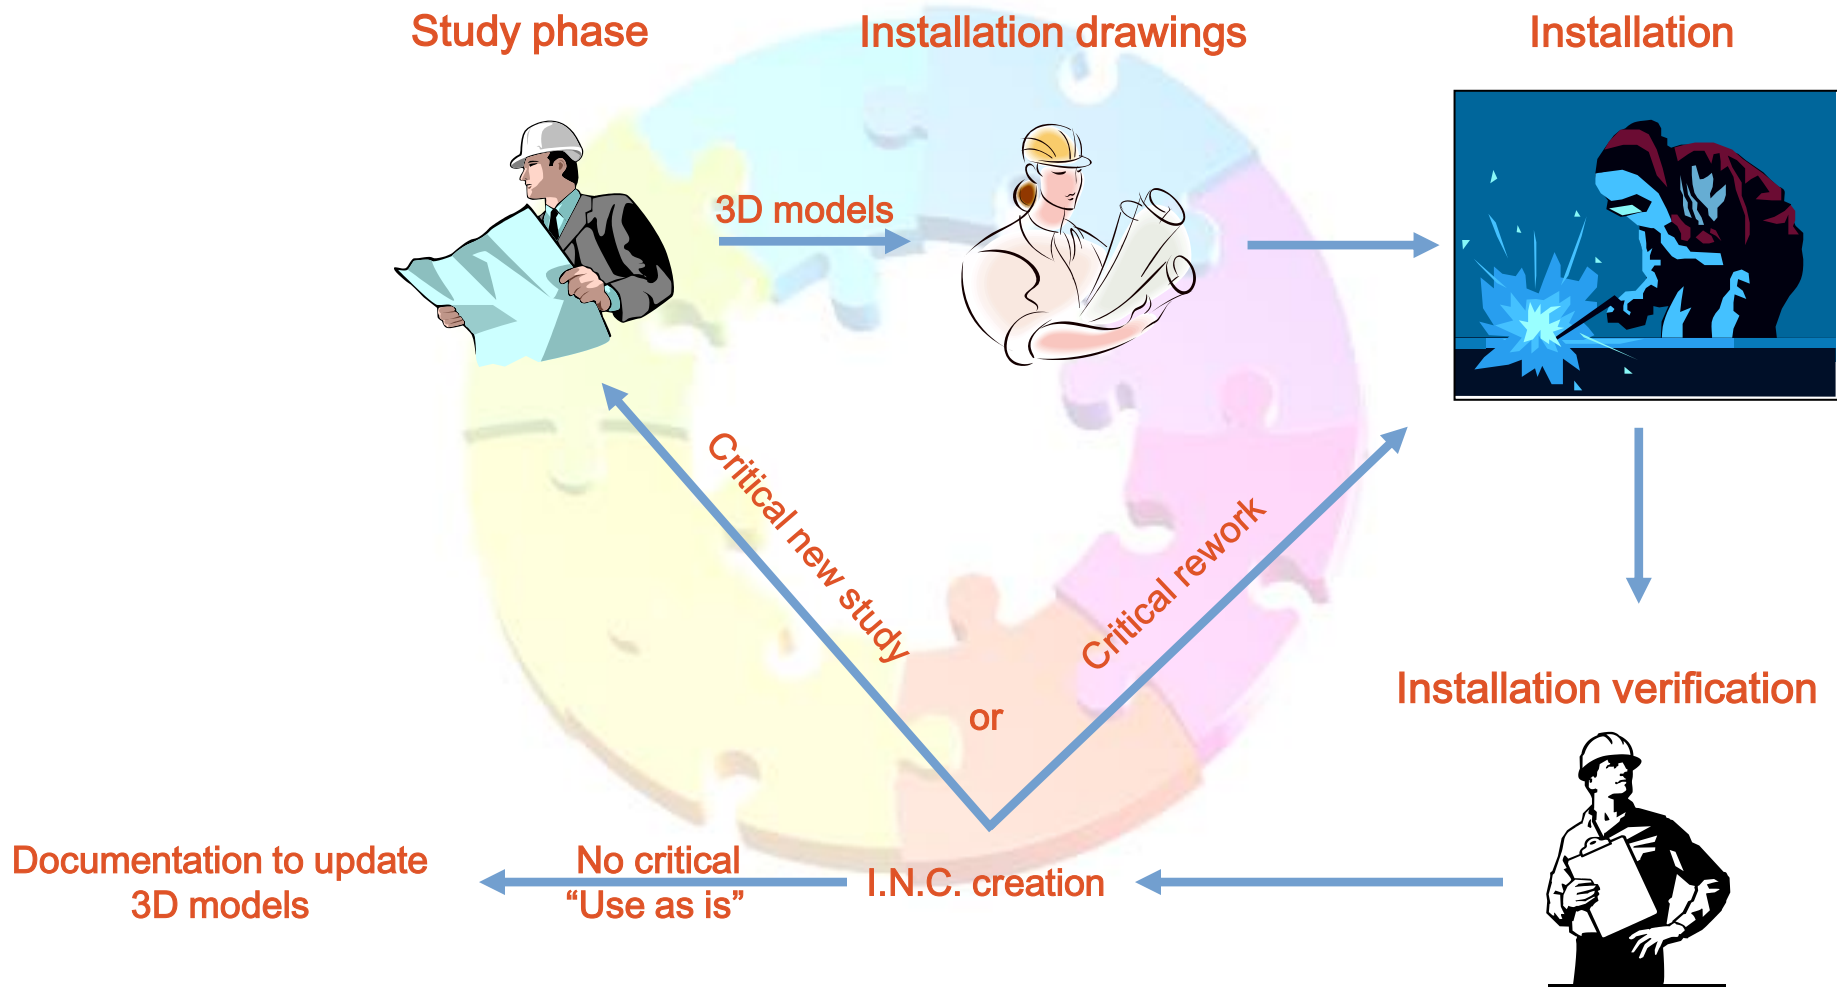 Study phase
Installation drawings
Installation
3D models
Critical new study
Critical rework
or
Installation verification
Documentation to update
3D models
No critical
“Use as is”
I.N.C. creation